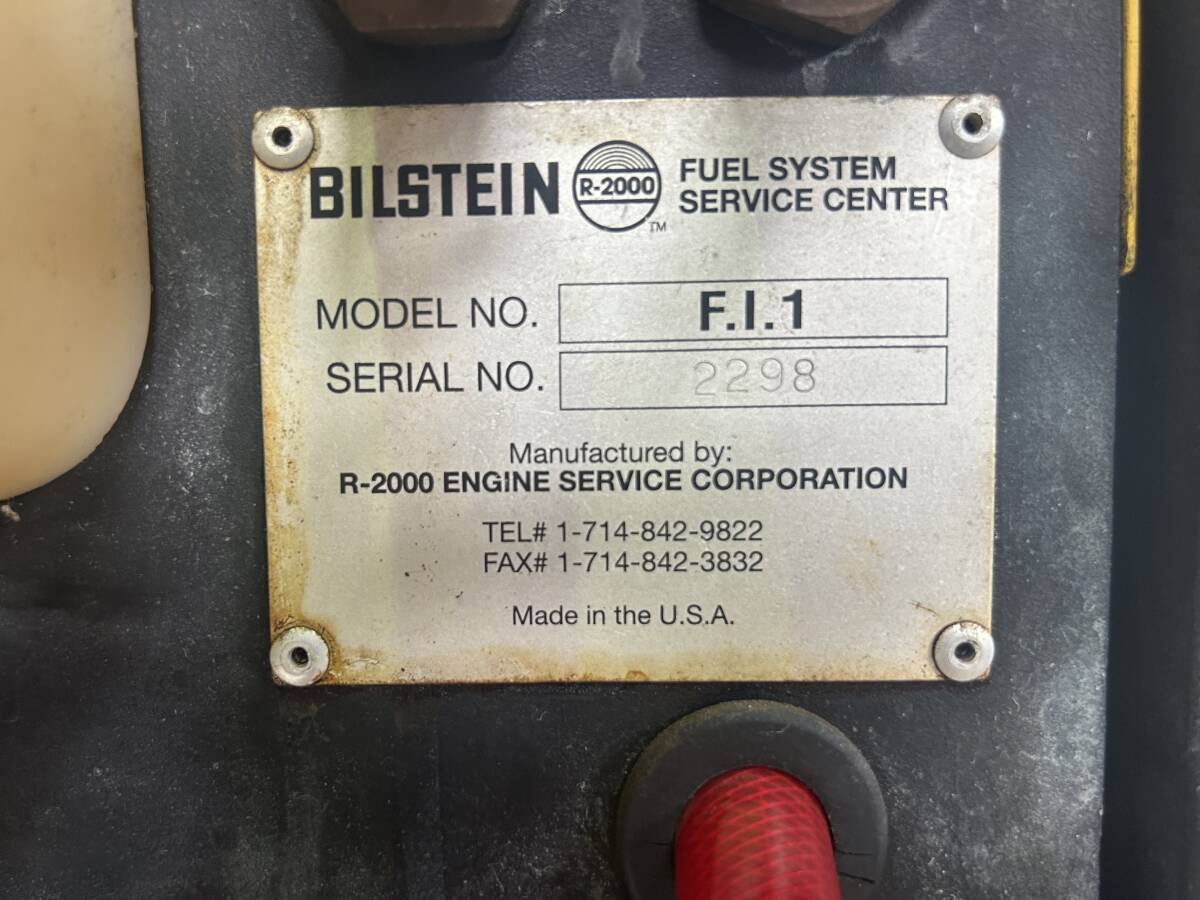 BILSTEIN R-2000 ™ FUEL SYSTEM
SERVICE CENTER
MODEL NO. F.I.1
SERIAL NO. 2298
Manufactured by:
R-2000 ENGINE SERVICE CORPORATION
TEL# 1-714-842-9822
FAX# 1-714-842-3832
Made in the U.S.A.